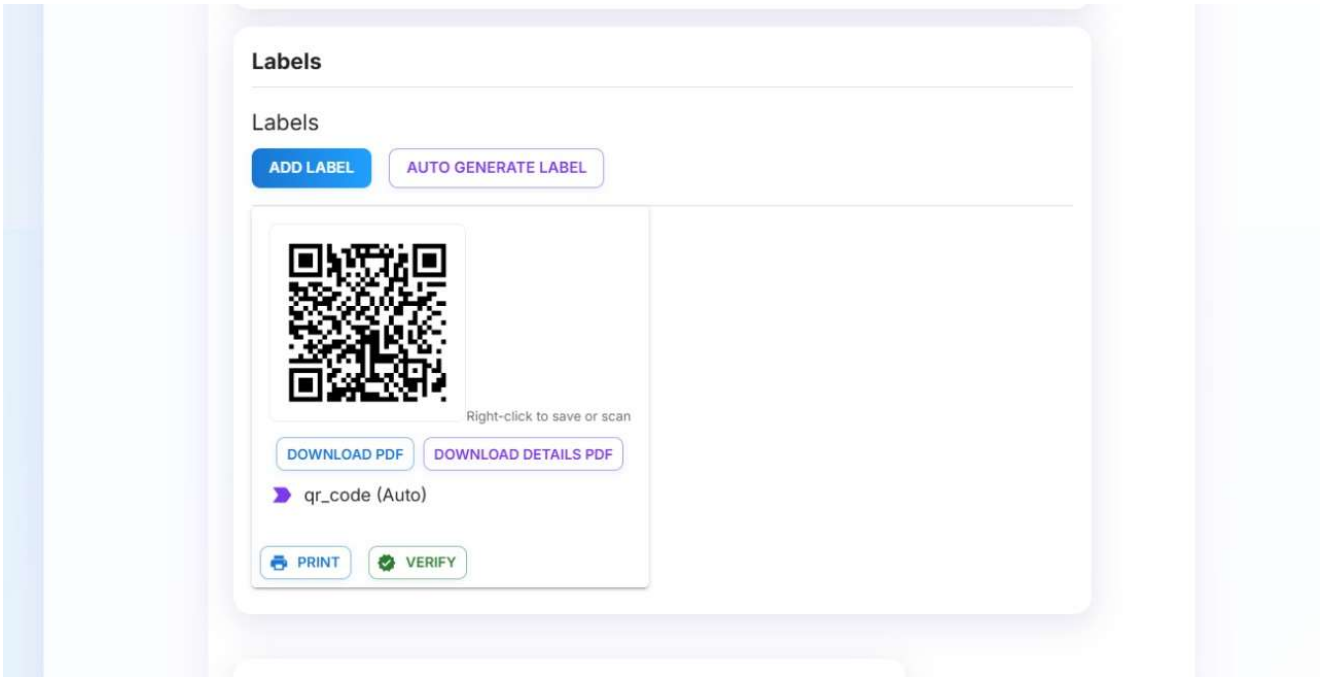 Labels
Labels
ADD LABEL AUTO GENERATE LABEL
Right-click to save or scan
DOWNLOAD PDF DOWNLOAD DETAILS PDF
qr_code (Auto)
PRINT VERIFY